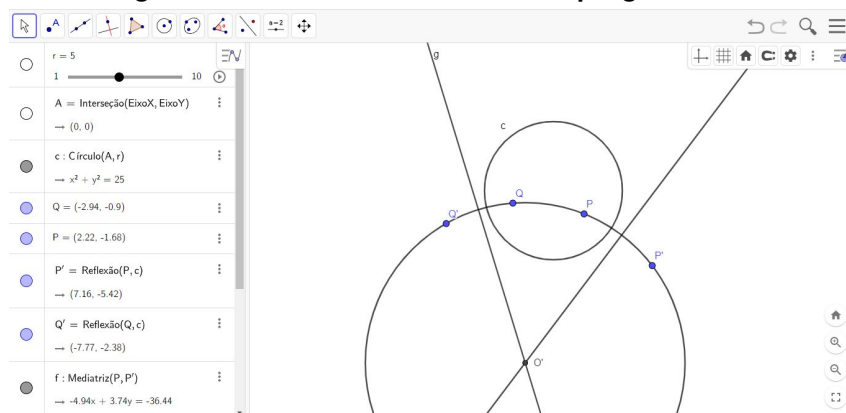 A
a=2
r = 5
1
10
A = Interseção(EixoX, EixoY)
→ (0, 0)
c : Círculo(A, r)
→ x² + y² = 25
Q = (-2.94, -0.9)
P = (2.22, -1.68)
P' = Reflexão(P, c)
→ (7.16, -5.42)
Q' = Reflexão(Q, c)
→ (-7.77, -2.38)
f : Mediatriz(P, P')
→ -4.94x + 3.74y = -36.44
g
c
Q
P
Q'
P'
O'